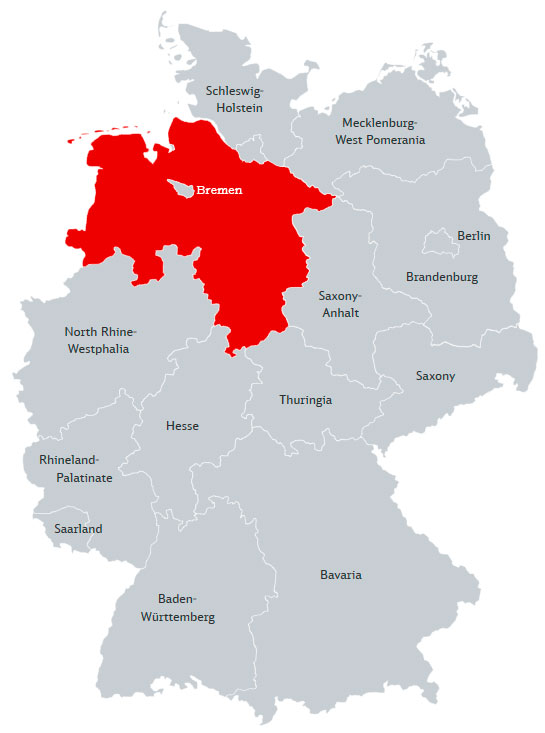 Schleswig-
Holstein
Mecklenburg-
West Pomerania
Bremen
Berlin
Brandenburg
Saxony-
Anhalt
North Rhine-
Westphalia
Saxony
Thuringia
Hesse
Rhineland-
Palatinate
Saarland
Bavaria
Baden-
Württemberg